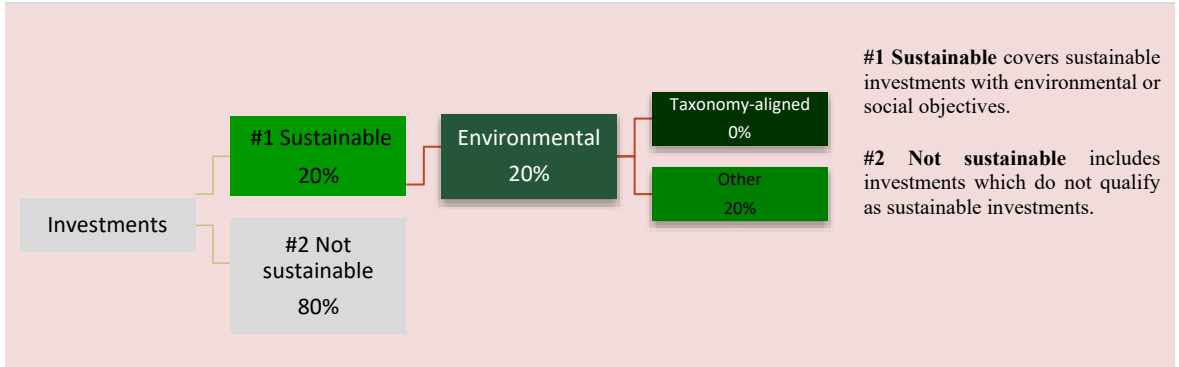 Investments
#1 Sustainable
20%
#2 Not
sustainable
80%
Environmental
20%
Taxonomy-aligned
0%
Other
20%
#1 Sustainable covers sustainable
investments with environmental or
social objectives.
#2 Not sustainable includes
investments which do not qualify
as sustainable investments.